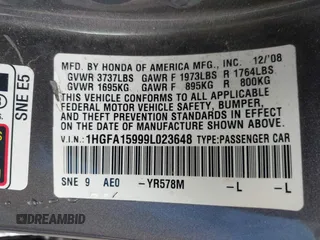 MFD. BY HONDA OF AMERICA MFG., INC. 12/'08
GVWR 3737LBS GAWR F 1973LBS R 1764LBS
GVWR 1695KG GAWR F 895KG R 800KG
THIS VEHICLE CONFORMS TO ALL APPLICABLE
FEDERAL MOTOR VEHICLE SAFETY, BUMPER,
AND THEFT PREVENTION STANDARDS IN EFFECT
ON THE DATE OF MANUFACTURE SHOWN ABOVE.
V.I.N.: 1HGFA15999L023648 TYPE:PASSENGER CAR
SNE 9 AE0 -YR578M -L -L
SNE E5
DREAMBID